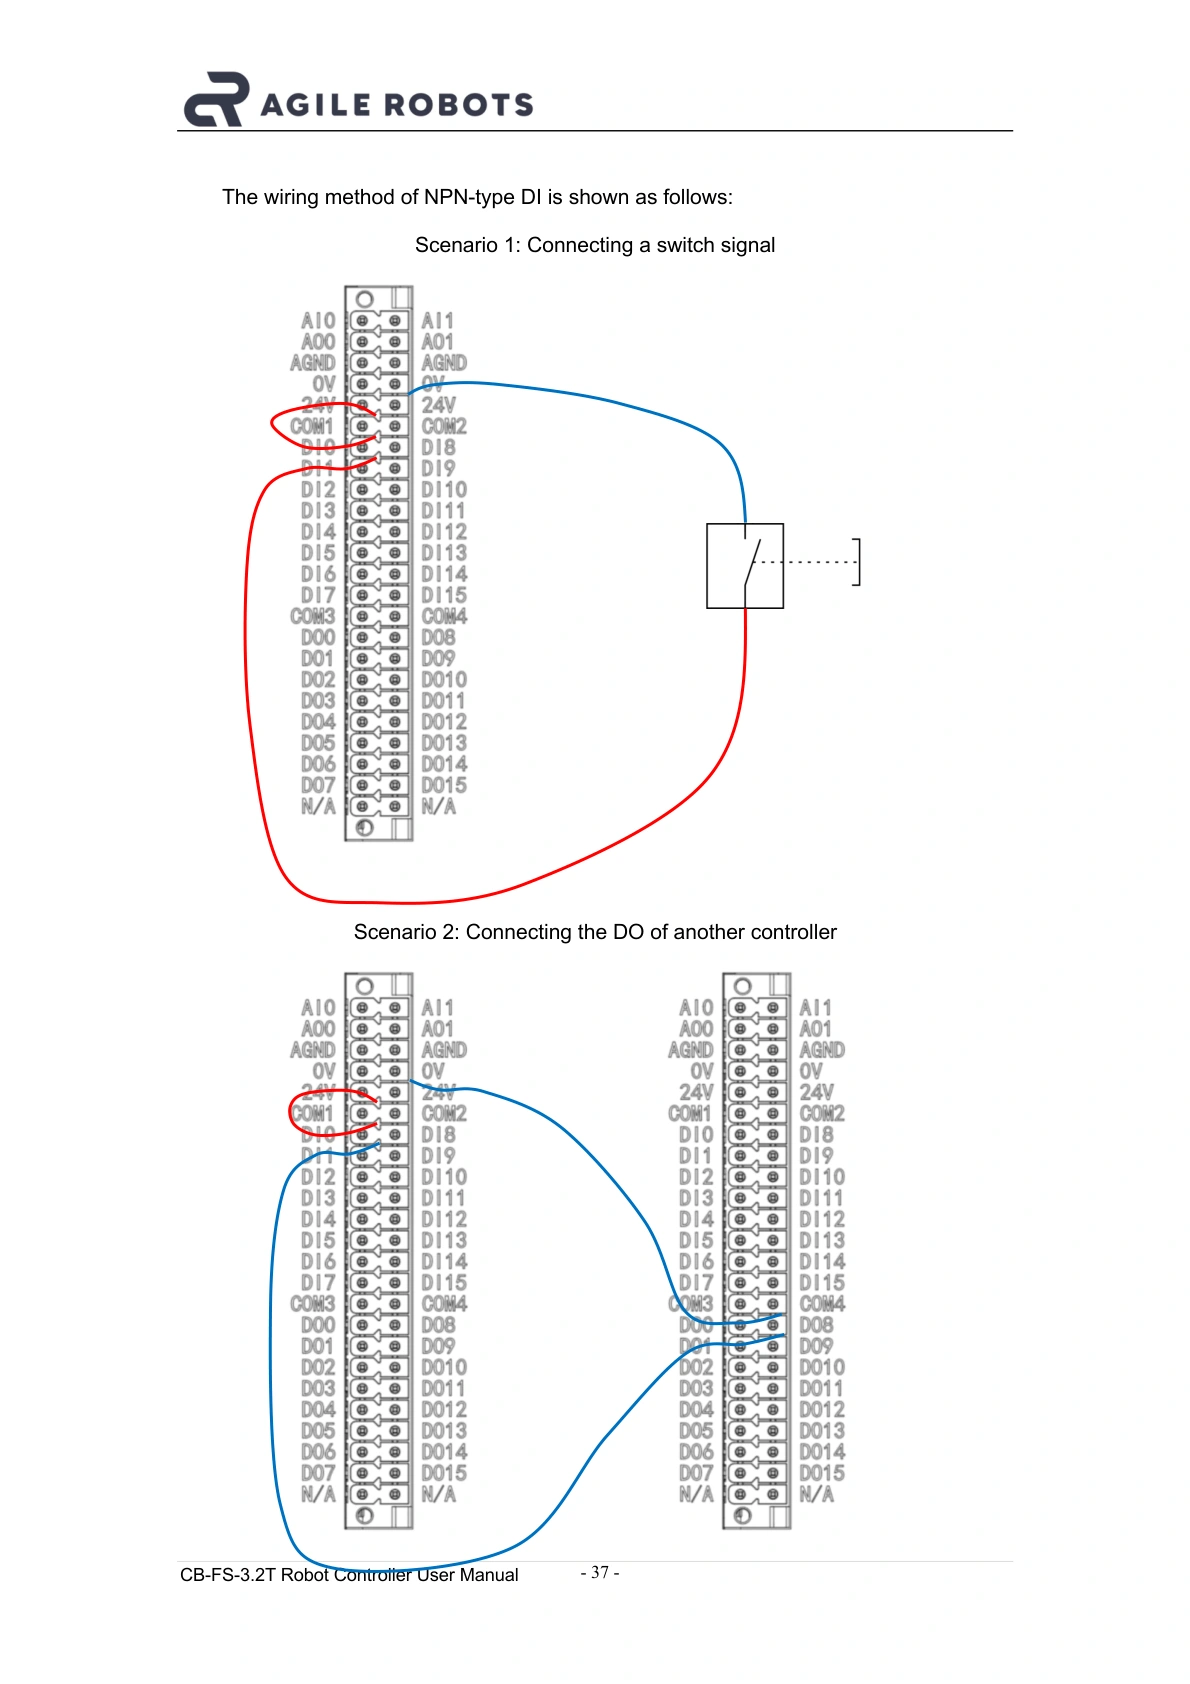 AGILE ROBOTS
The wiring method of NPN-type DI is shown as follows:
Scenario 1: Connecting a switch signal
AI0 AI1
AO0 AO1
AGND AGND
0V 0V
24V 24V
COM1 COM2
DI0 DI8
DI1 DI9
DI2 DI10
DI3 DI11
DI4 DI12
DI5 DI13
DI6 DI14
DI7 DI15
COM3 COM4
DO0 DO8
DO1 DO9
DO2 DO10
DO3 DO11
DO4 DO12
DO5 DO13
DO6 DO14
DO7 DO15
N/A N/A
Scenario 2: Connecting the DO of another controller
AI0 AI1 AI0 AI1
AO0 AO1 AO0 AO1
AGND AGND AGND AGND
0V 0V 0V 0V
24V 24V 24V 24V
COM1 COM2 COM1 COM2
DI0 DI8 DI0 DI8
DI1 DI9 DI1 DI9
DI2 DI10 DI2 DI10
DI3 DI11 DI3 DI11
DI4 DI12 DI4 DI12
DI5 DI13 DI5 DI13
DI6 DI14 DI6 DI14
DI7 DI15 DI7 DI15
COM3 COM4 COM3 COM4
DO0 DO8 DO0 DO8
DO1 DO9 DO1 DO9
DO2 DO10 DO2 DO10
DO3 DO11 DO3 DO11
DO4 DO12 DO4 DO12
DO5 DO13 DO5 DO13
DO6 DO14 DO6 DO14
DO7 DO15 DO7 DO15
N/A N/A N/A N/A
CB-FS-3.2T Robot Controller User Manual - 37 -